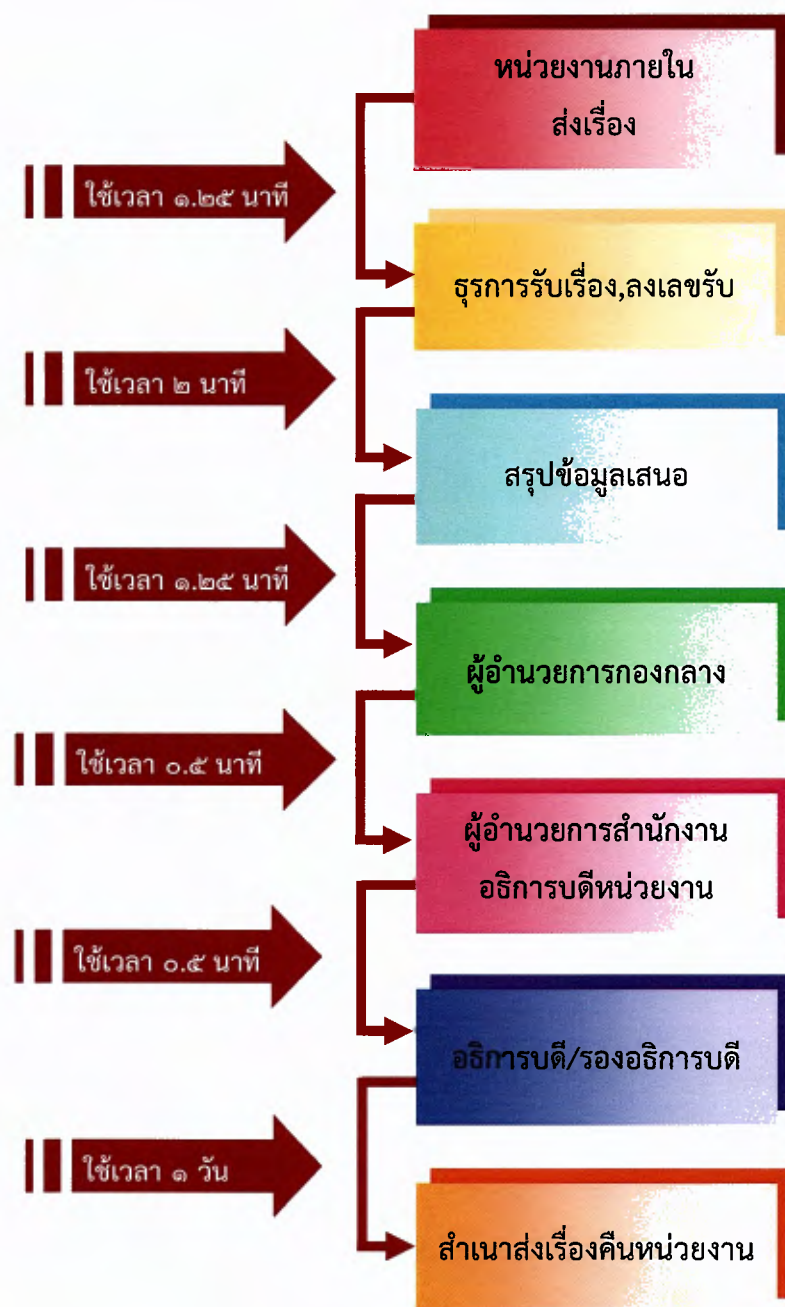 หน่วยงานภายใน
ส่งเรื่อง
ใช้เวลา ๑.๒๕ นาที
ธุรการรับเรื่อง,ลงเลขรับ
ใช้เวลา ๒ นาที
สรุปข้อมูลเสนอ
ใช้เวลา ๑.๒๕ นาที
ผู้อำนวยการกองกลาง
ใช้เวลา ๐.๕ นาที
ผู้อำนวยการสำนักงาน
อธิการบดีหน่วยงาน
ใช้เวลา ๐.๕ นาที
อธิการบดี/รองอธิการบดี
ใช้เวลา ๑ วัน
สำเนาส่งเรื่องคืนหน่วยงาน